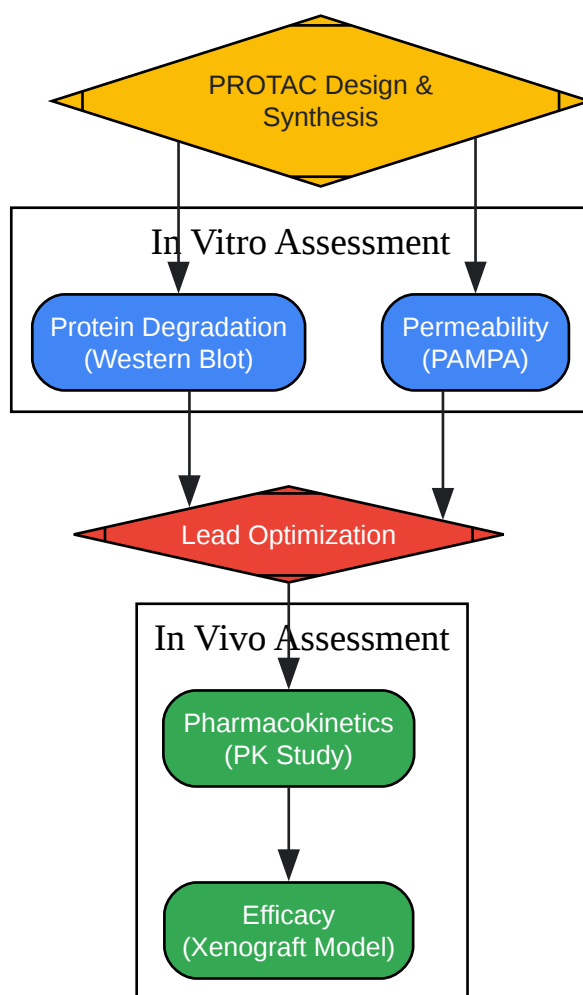 PROTAC Design &
Synthesis
In Vitro Assessment
Protein Degradation
(Western Blot)
Permeability
(PAMPA)
Lead Optimization
In Vivo Assessment
Pharmacokinetics
(PK Study)
Efficacy
(Xenograft Model)